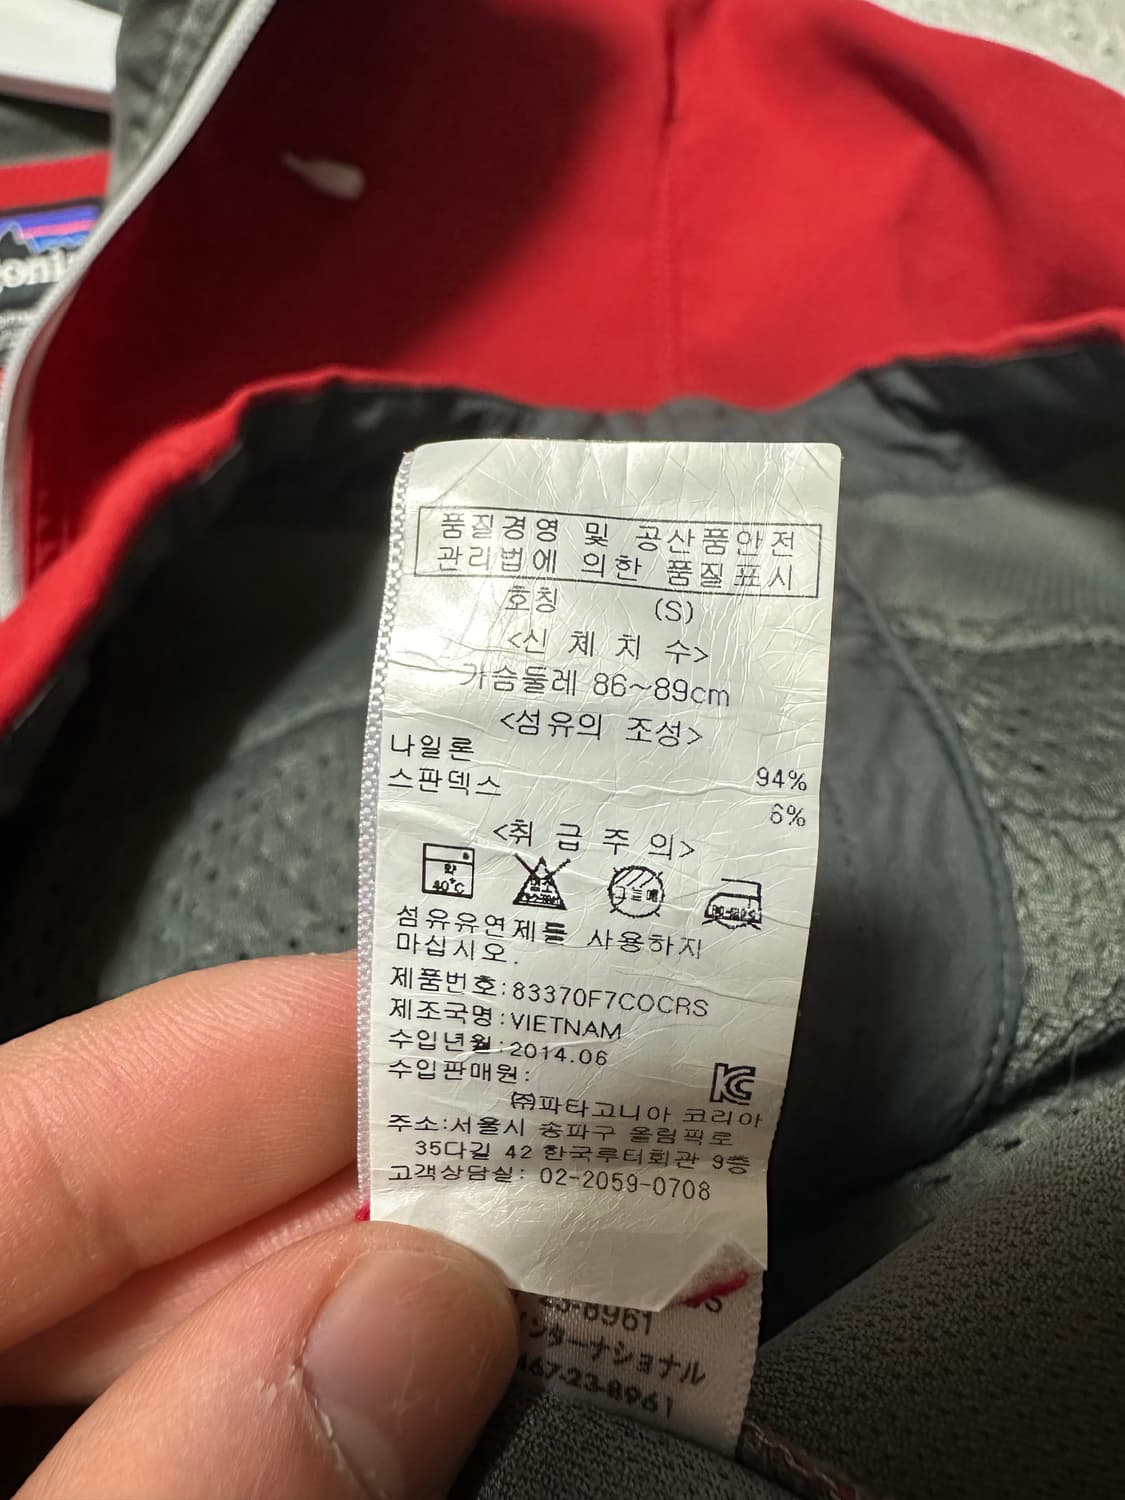 품질경영 및 공산품안전
관리법에 의한 품질표시
호칭 (S)
<신 체 치 수>
가슴둘레 86~89cm
<섬유의 조성>
나일론 94%
스판덱스 6%
<취 급 주 의>
약
40°C
섬유유연제를 사용하지
마십시오.
제품번호:83370F7COCRS
제조국명:VIETNAM
수입년월:2014.06
수입판매원:
㈜파타고니아 코리아
주소:서울시 송파구 올림픽로
35다길 42 한국루터회관 9층
고객상담실: 02-2059-0708
23-8961
ンターナショナル
467-23-8961